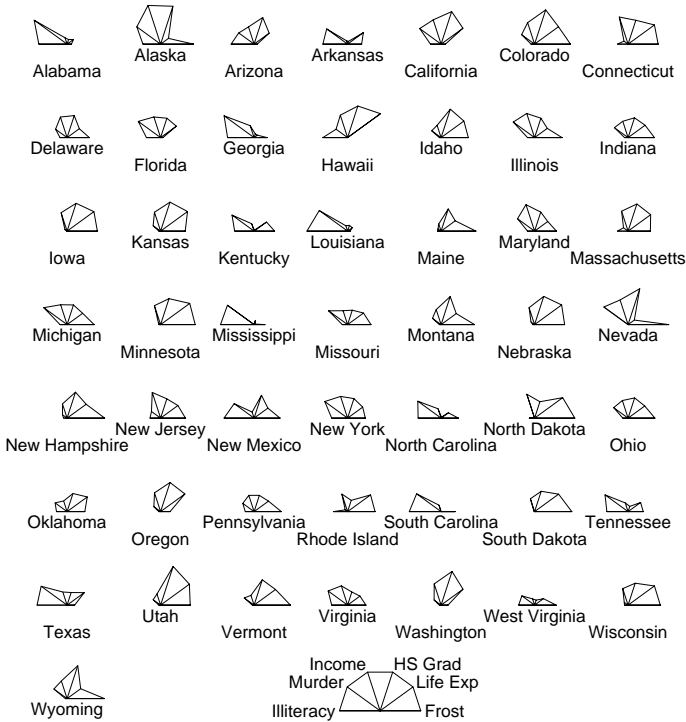 Alabama
Alaska
Arizona
Arkansas
California
Colorado
Connecticut
Delaware
Florida
Georgia
Hawaii
Idaho
Illinois
Indiana
Iowa
Kansas
Kentucky
Louisiana
Maine
Maryland
Massachusetts
Michigan
Minnesota
Mississippi
Missouri
Montana
Nebraska
Nevada
New Hampshire
New Jersey
New Mexico
New York
North Carolina
North Dakota
Ohio
Oklahoma
Oregon
Pennsylvania
Rhode Island
South Carolina
South Dakota
Tennessee
Texas
Utah
Vermont
Virginia
Washington
West Virginia
Wisconsin
Wyoming
Income
HS Grad
Murder
Life Exp
Illiteracy
Frost